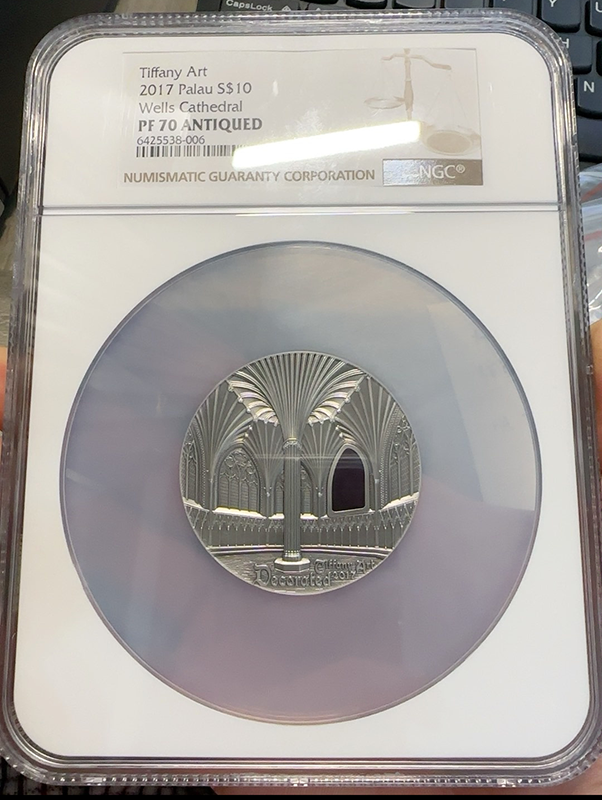 CapsLock
Tiffany Art
2017 Palau S$10
Wells Cathedral
PF 70 ANTIQUED
6425538-006
NUMISMATIC GUARANTY CORPORATION
NGC®
Tiffany Art
Decorated 2017
N